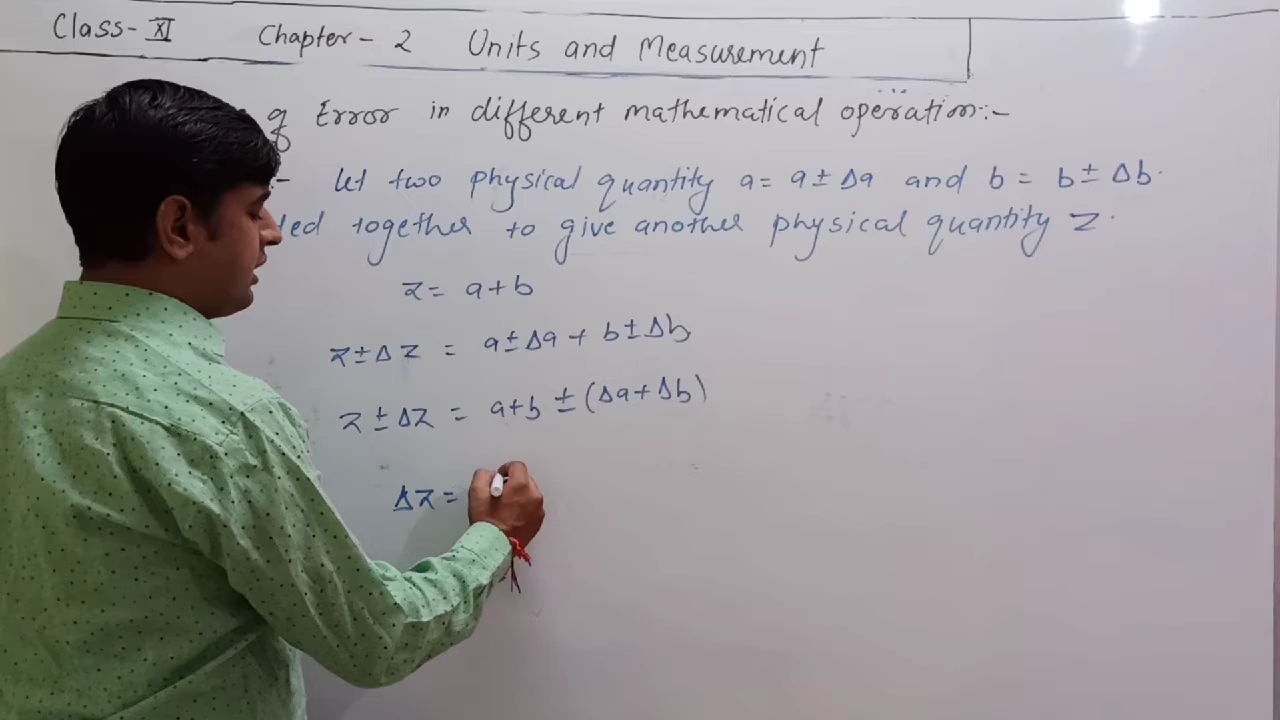 Class- XI Chapter- 2 Units and Measurement
Error in different mathematical operation:-
:- let two physical quantity a= a ± Δa and b = b ± Δb.
together to give another physical quantity z.
z= a+b
z ± Δz = a ± Δa + b ± Δb
z ± Δz = a+b ± (Δa + Δb)
Δz =